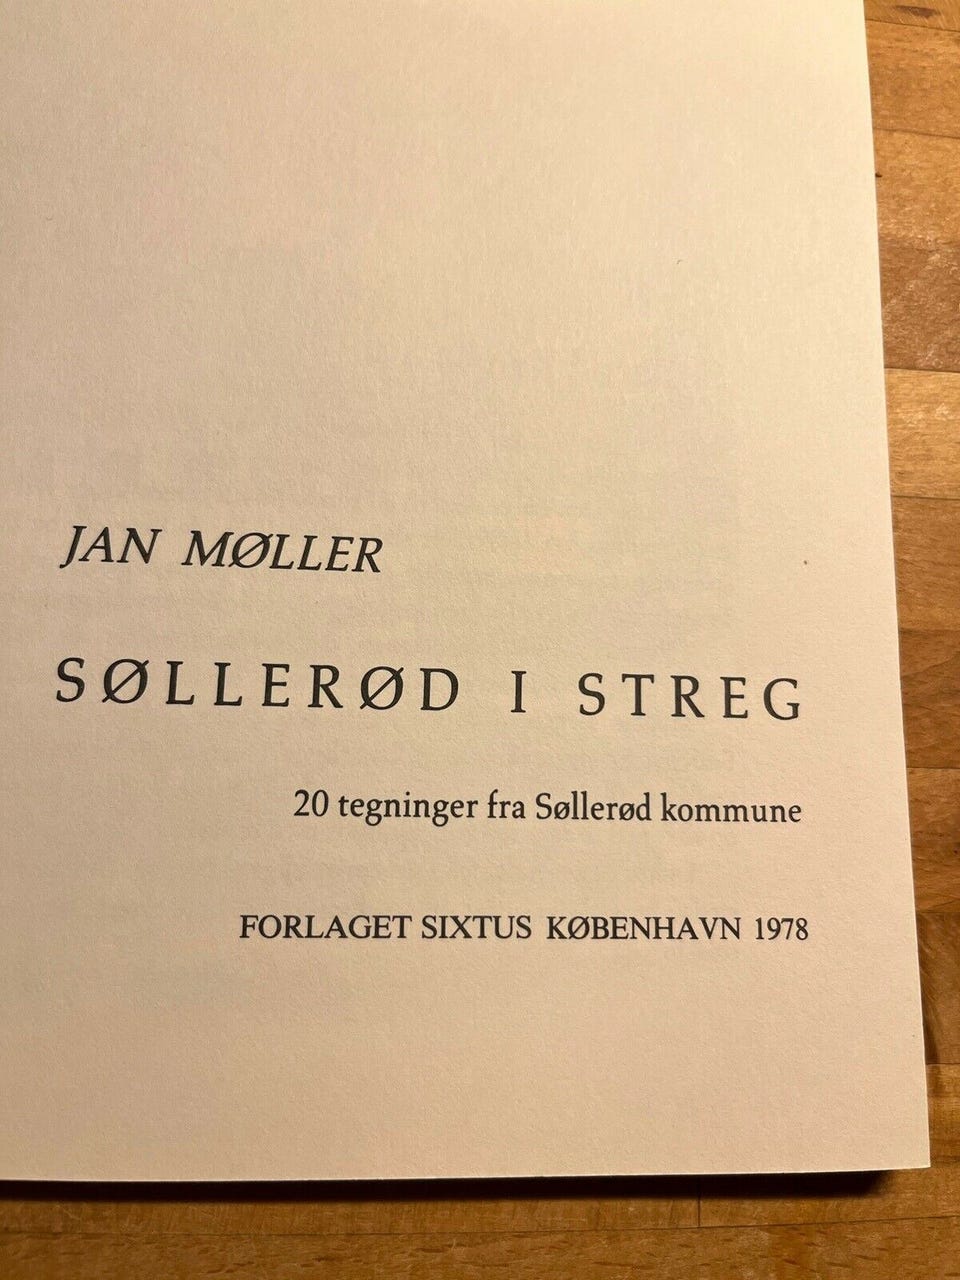 JAN MØLLER
SØLLERØD I STREG
20 tegninger fra Søllerød kommune
FORLAGET SIXTUS KØBENHAVN 1978